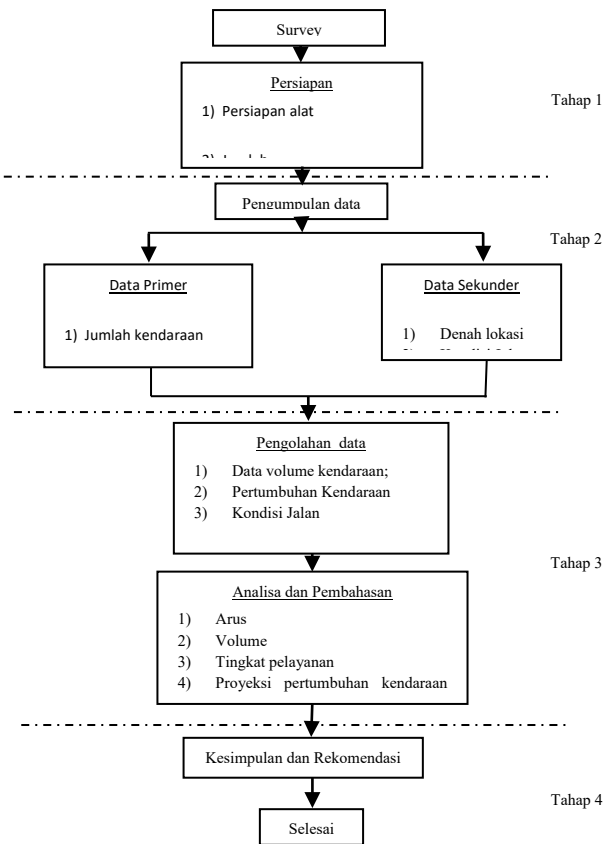 Survey
Persiapan
1) Persiapan alat
Tahap 1
Pengumpulan data
Tahap 2
Data Primer
1) Jumlah kendaraan
Data Sekunder
1) Denah lokasi
Pengolahan data
1) Data volume kendaraan;
2) Pertumbuhan Kendaraan
3) Kondisi Jalan
Tahap 3
Analisa dan Pembahasan
1) Arus
2) Volume
3) Tingkat pelayanan
4) Proyeksi pertumbuhan kendaraan
Kesimpulan dan Rekomendasi
Tahap 4
Selesai